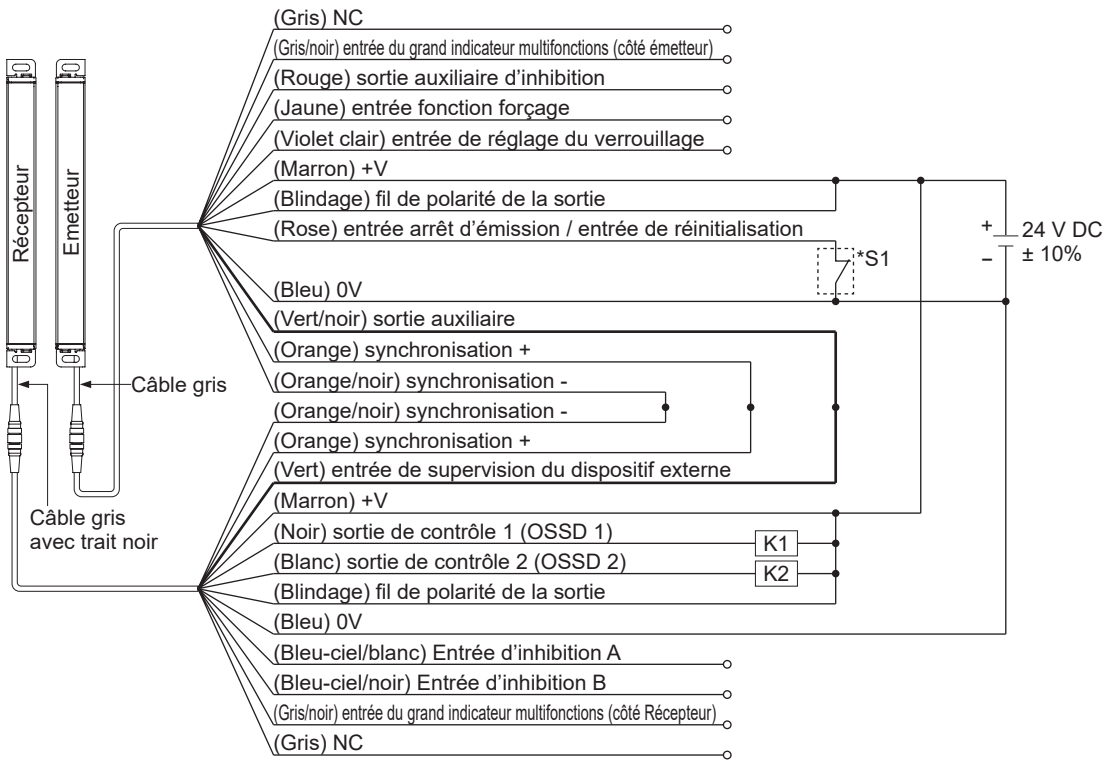 (Gris) NC
(Gris/noir) entrée du grand indicateur multifonctions (côté émetteur)
(Rouge) sortie auxiliaire d'inhibition
(Jaune) entrée fonction forçage
(Violet clair) entrée de réglage du verrouillage
(Marron) +V
(Blindage) fil de polarité de la sortie
(Rose) entrée arrêt d'émission / entrée de réinitialisation
*S1
+
−
24 V DC
± 10%
(Bleu) 0V
(Vert/noir) sortie auxiliaire
(Orange) synchronisation +
(Orange/noir) synchronisation -
(Orange/noir) synchronisation -
(Orange) synchronisation +
(Vert) entrée de supervision du dispositif externe
(Marron) +V
(Noir) sortie de contrôle 1 (OSSD 1)
K1
(Blanc) sortie de contrôle 2 (OSSD 2)
K2
(Blindage) fil de polarité de la sortie
(Bleu) 0V
(Bleu-ciel/blanc) Entrée d'inhibition A
(Bleu-ciel/noir) Entrée d'inhibition B
(Gris/noir) entrée du grand indicateur multifonctions (côté Récepteur)
(Gris) NC
Récepteur
Emetteur
Câble gris
Câble gris
avec trait noir